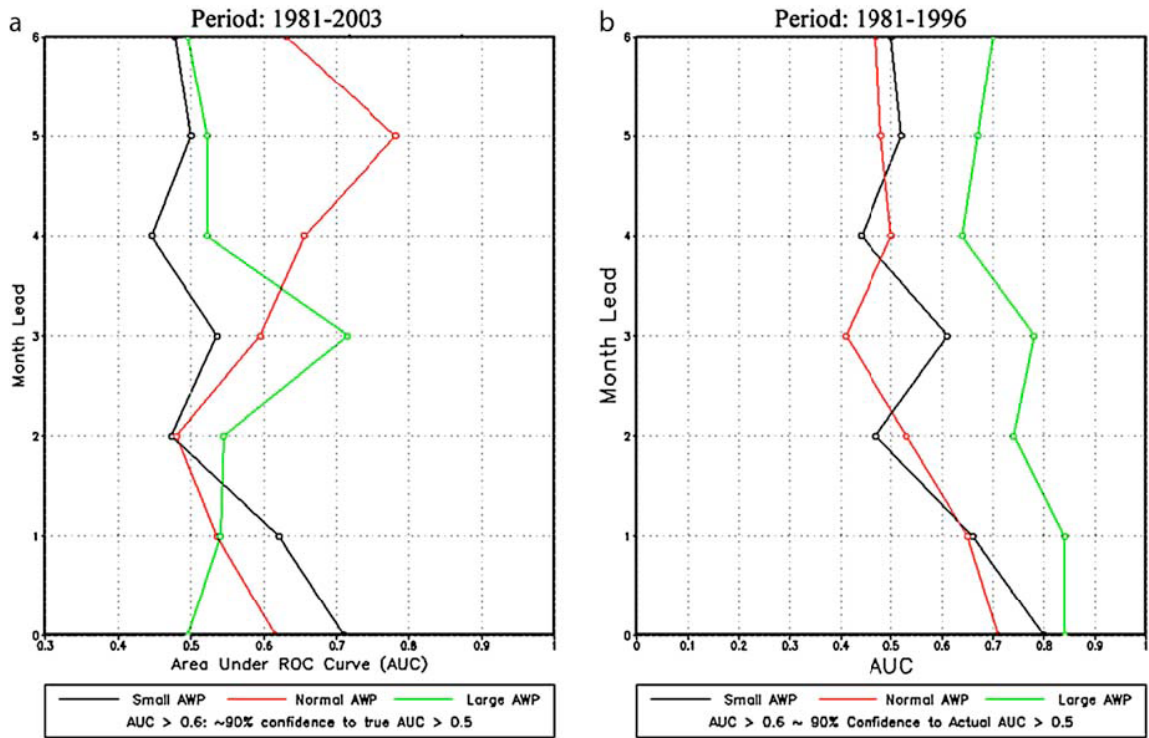 a Period: 1981-2003
6
5
4
3
2
1
0
Month Lead
0.3 0.4 0.5 0.6 0.7 0.8 0.9 1
Area Under ROC Curve (AUC)
Small AWP Normal AWP Large AWP
AUC > 0.6: ~90% confidence to true AUC > 0.5
b Period: 1981-1996
6
5
4
3
2
1
0
Month Lead
0 0.1 0.2 0.3 0.4 0.5 0.6 0.7 0.8 0.9 1
AUC
Small AWP Normal AWP Large AWP
AUC > 0.6 ~ 90% Confidence to Actual AUC > 0.5